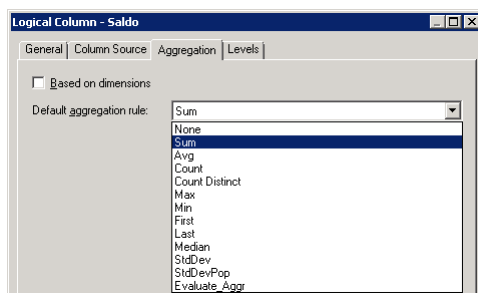 Logical Column - Saldo
General Column Source Aggregation Levels
Based on dimensions
Default aggregation rule: Sum
None
Sum
Avg
Count
Count Distinct
Max
Min
First
Last
Median
StdDev
StdDevPop
Evaluate_Aggr